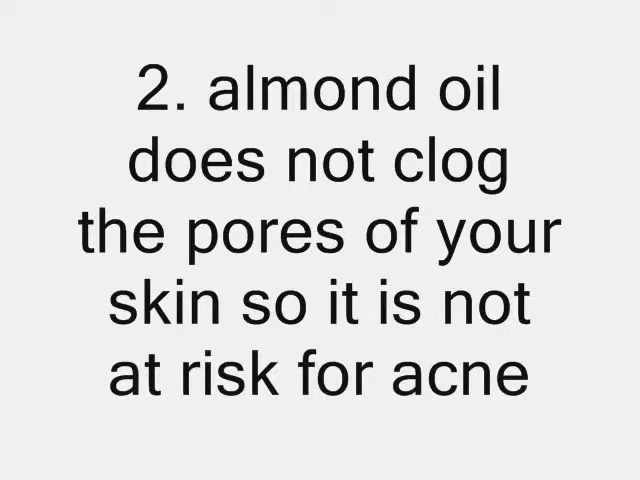 2. almond oil
does not clog
the pores of your
skin so it is not
at risk for acne